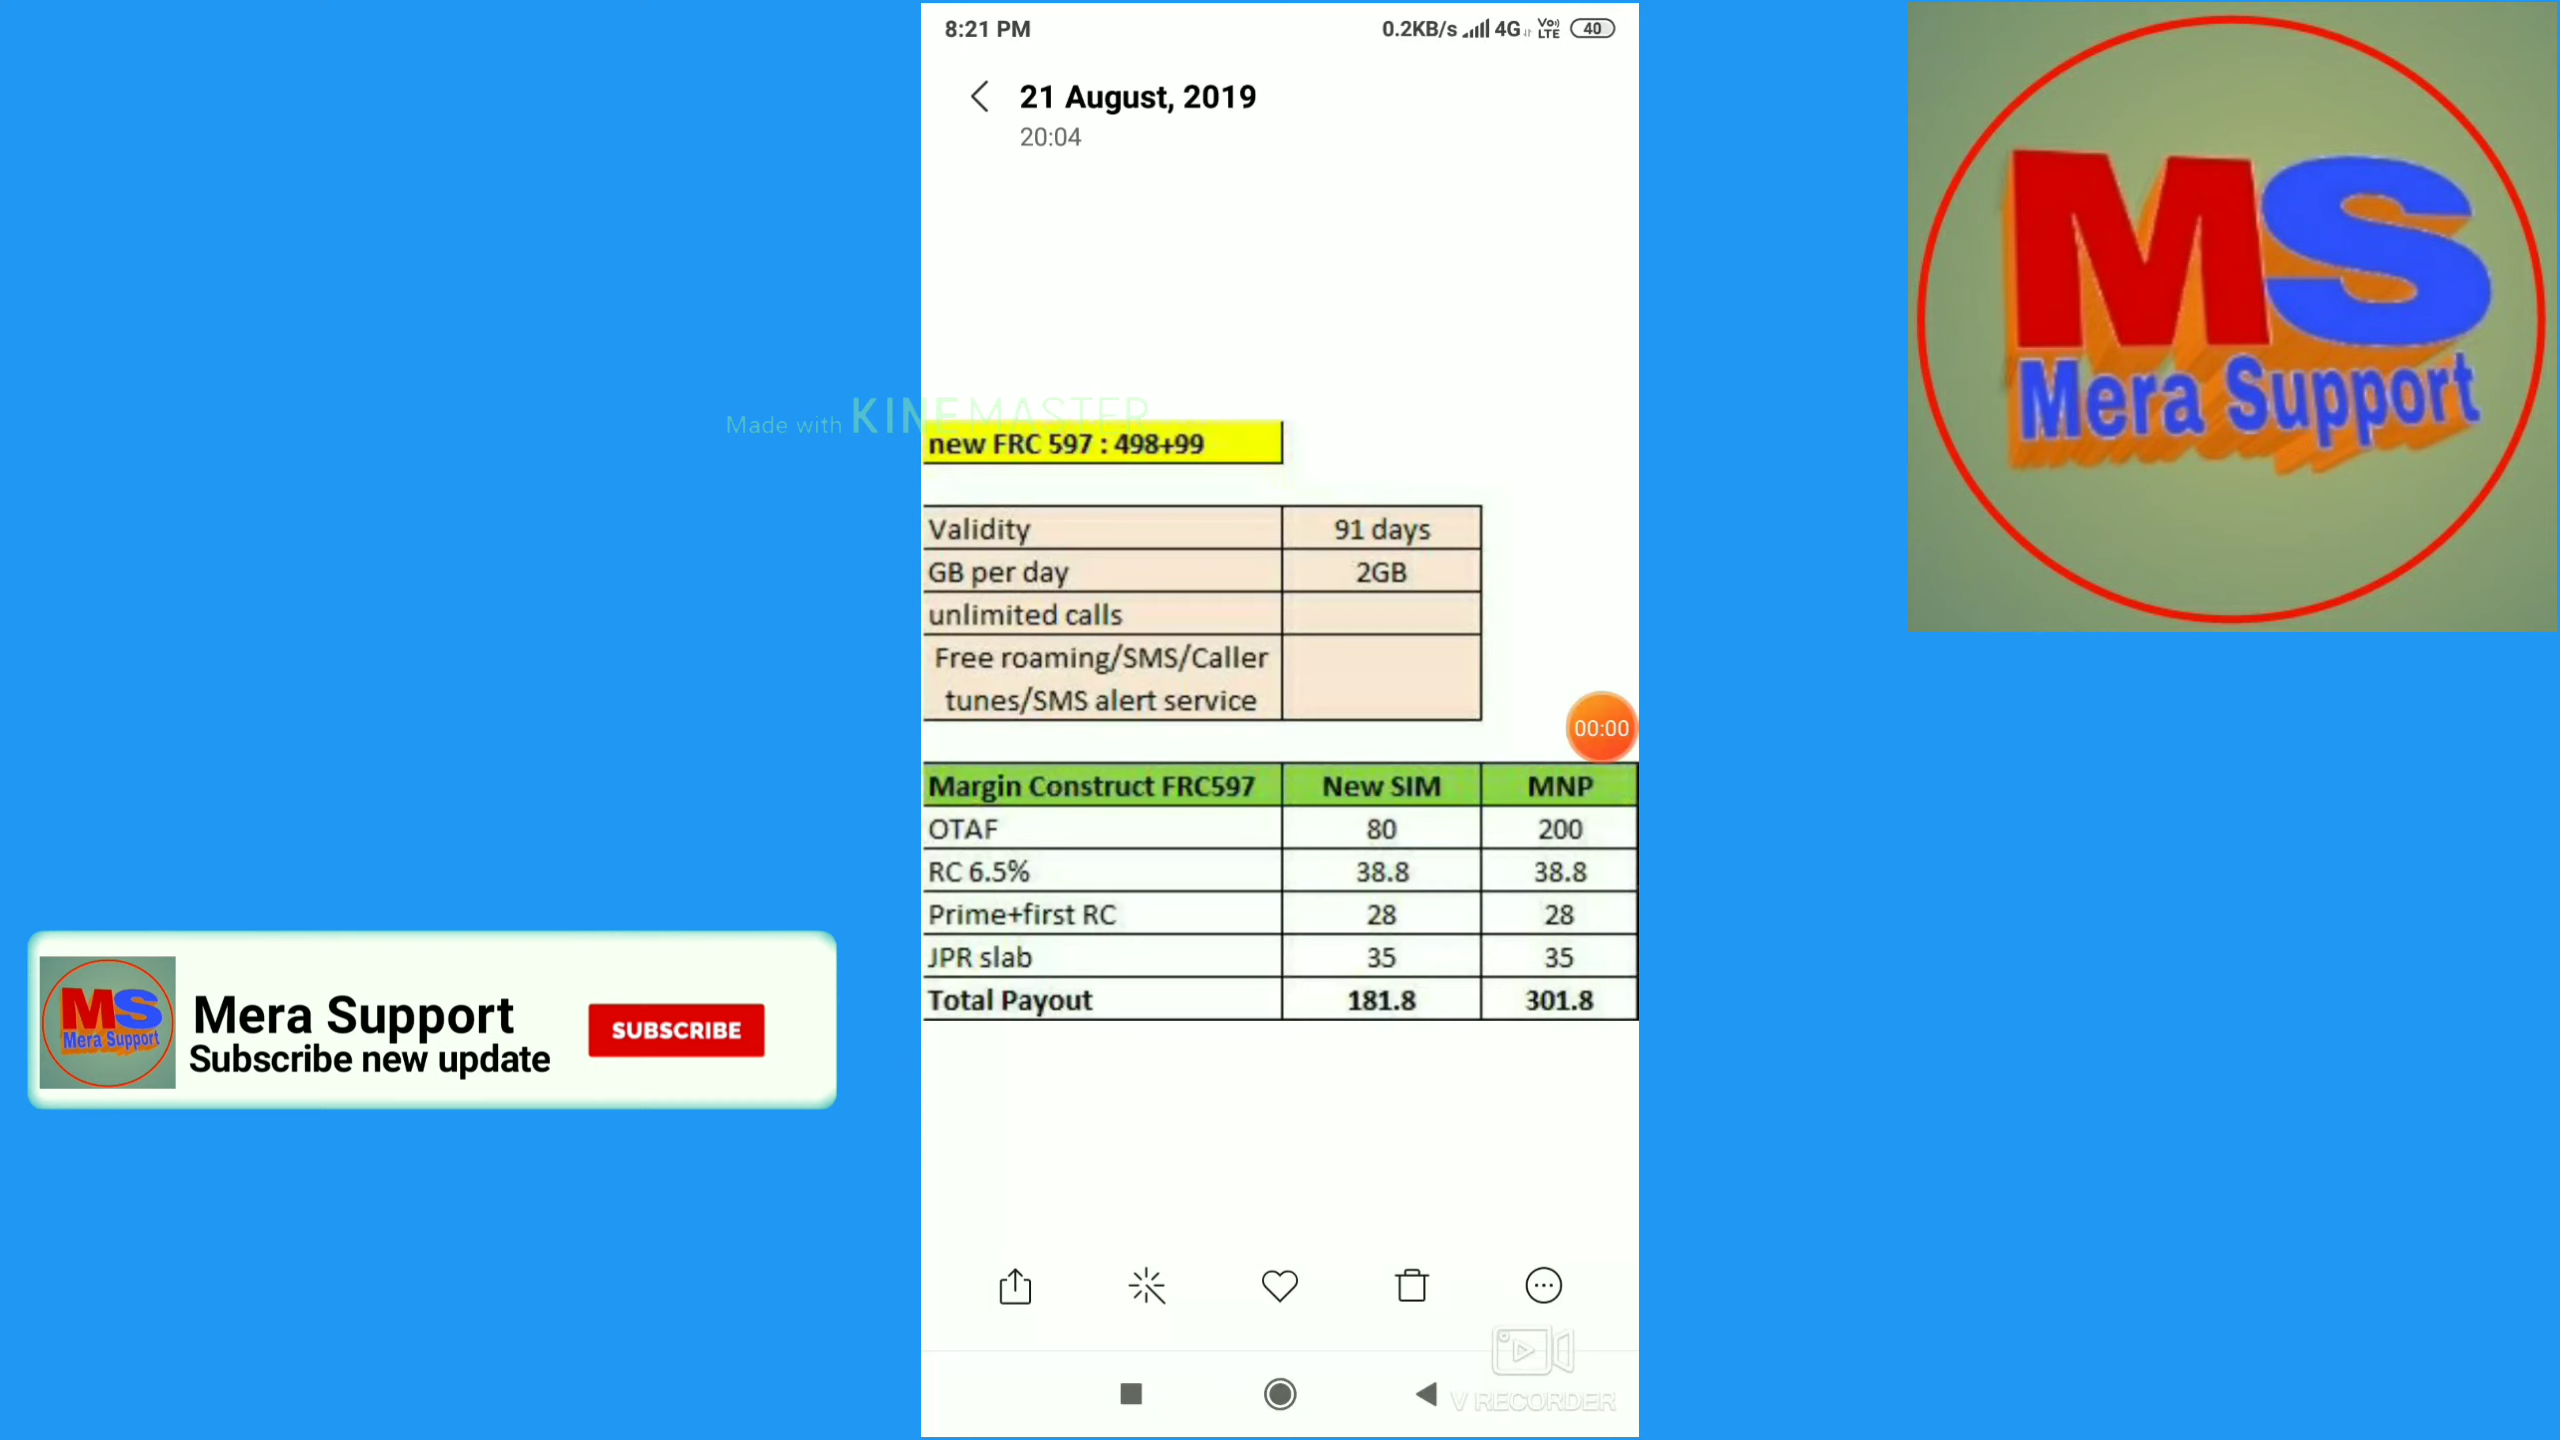 8:21 PM
0.2KB/s 4G Vo) LTE 40
21 August, 2019
20:04
MS
Mera Support
Made with KINEMASTER
new FRC 597 : 498+99
Validity 91 days
GB per day 2GB
unlimited calls
Free roaming/SMS/Caller
tunes/SMS alert service
00:00
Margin Construct FRC597 New SIM MNP
OTAF 80 200
RC 6.5% 38.8 38.8
Prime+first RC 28 28
JPR slab 35 35
Total Payout 181.8 301.8
MS
Mera Support
Mera Support
Subscribe new update
SUBSCRIBE
V RECORDER